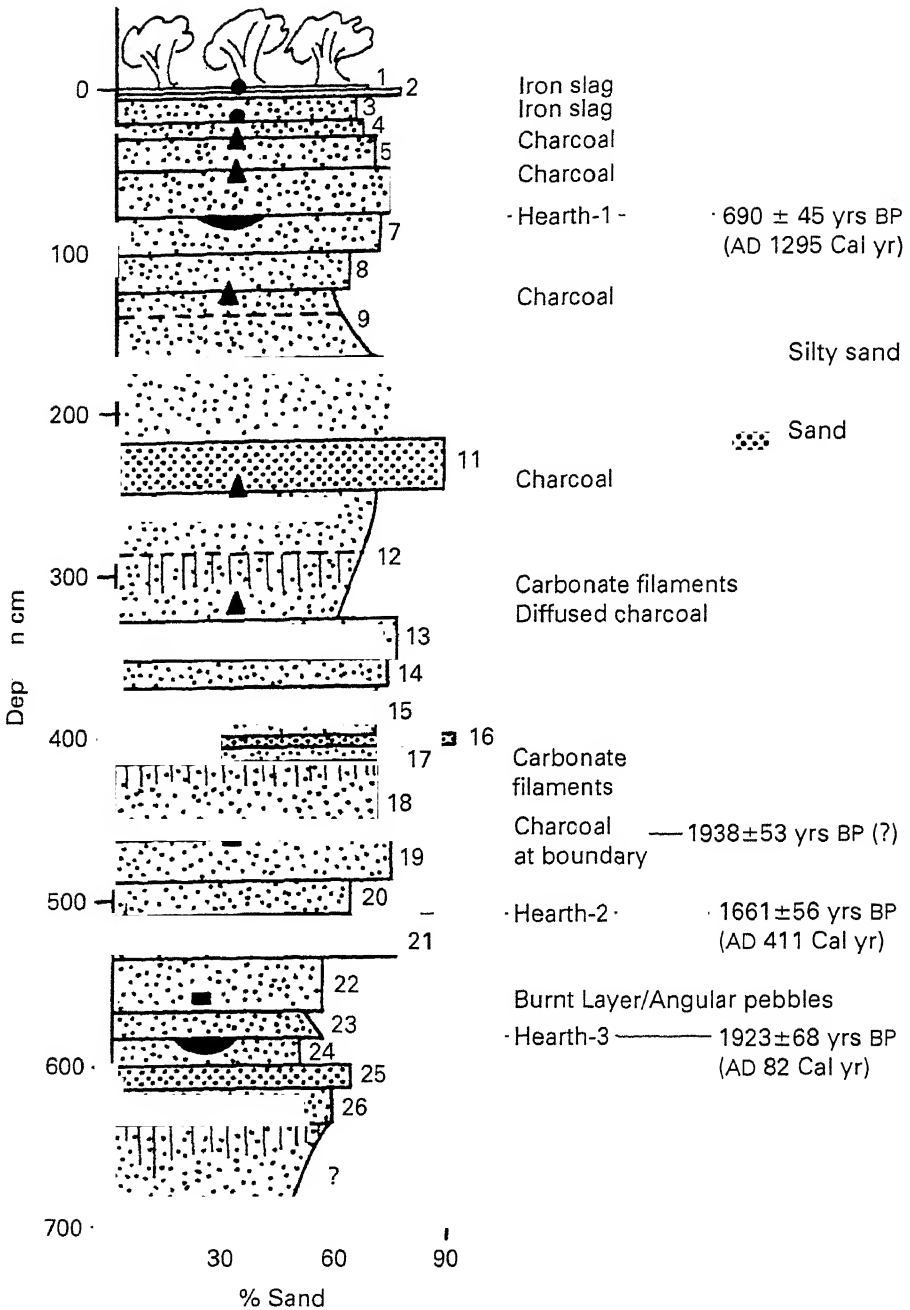 0
1
2
Iron slag
3
Iron slag
4
Charcoal
5
Charcoal
Hearth-1 - 690 ± 45 yrs BP
7
(AD 1295 Cal yr)
100
8
Charcoal
9
Silty sand
200
Sand
11
Charcoal
12
300
Carbonate filaments
Diffused charcoal
13
14
Dep n cm
15
400
16
17
Carbonate
filaments
18
Charcoal
at boundary — 1938±53 yrs BP (?)
19
20
500
Hearth-2 1661±56 yrs BP
(AD 411 Cal yr)
21
22
Burnt Layer/Angular pebbles
23
Hearth-3 — 1923±68 yrs BP
24
600
(AD 82 Cal yr)
25
26
?
700
30 60 90
% Sand